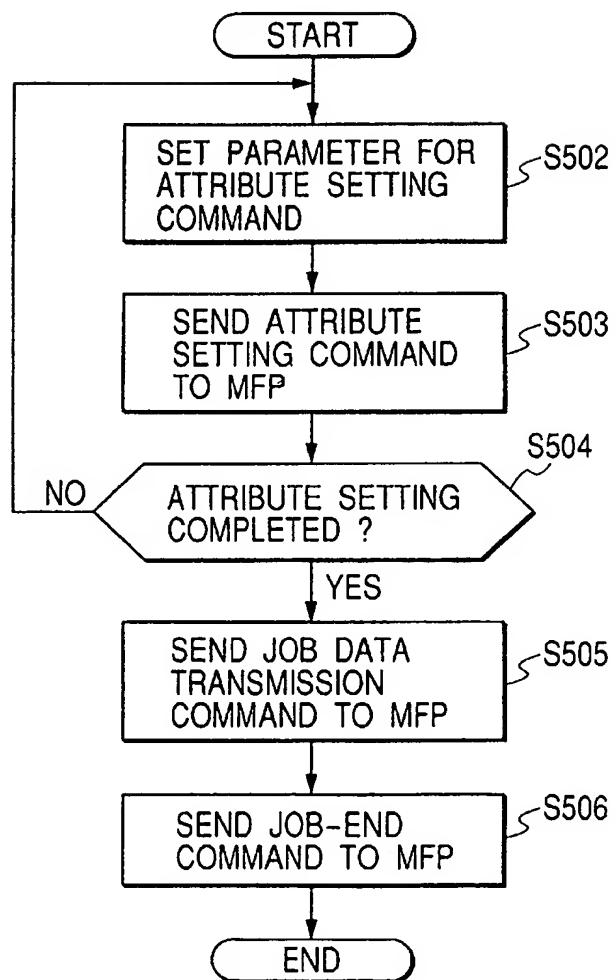 START
SET PARAMETER FOR
ATTRIBUTE SETTING
COMMAND
S502
SEND ATTRIBUTE
SETTING COMMAND
TO MFP
S503
S504
NO
ATTRIBUTE SETTING
COMPLETED ?
YES
SEND JOB DATA
TRANSMISSION
COMMAND TO MFP
S505
SEND JOB-END
COMMAND TO MFP
S506
END